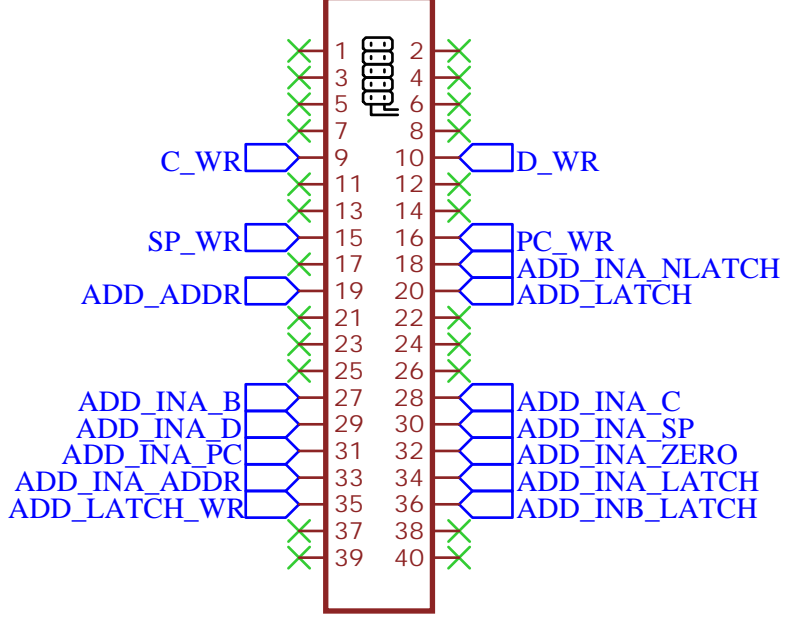 1 2
3 4
5 6
7 8
C_WR 9 10 D_WR
11 12
13 14
SP_WR 15 16 PC_WR
17 18 ADD_INA_NLATCH
ADD_ADDR 19 20 ADD_LATCH
21 22
23 24
25 26
ADD_INA_B 27 28 ADD_INA_C
ADD_INA_D 29 30 ADD_INA_SP
ADD_INA_PC 31 32 ADD_INA_ZERO
ADD_INA_ADDR 33 34 ADD_INA_LATCH
ADD_LATCH_WR 35 36 ADD_INB_LATCH
37 38
39 40